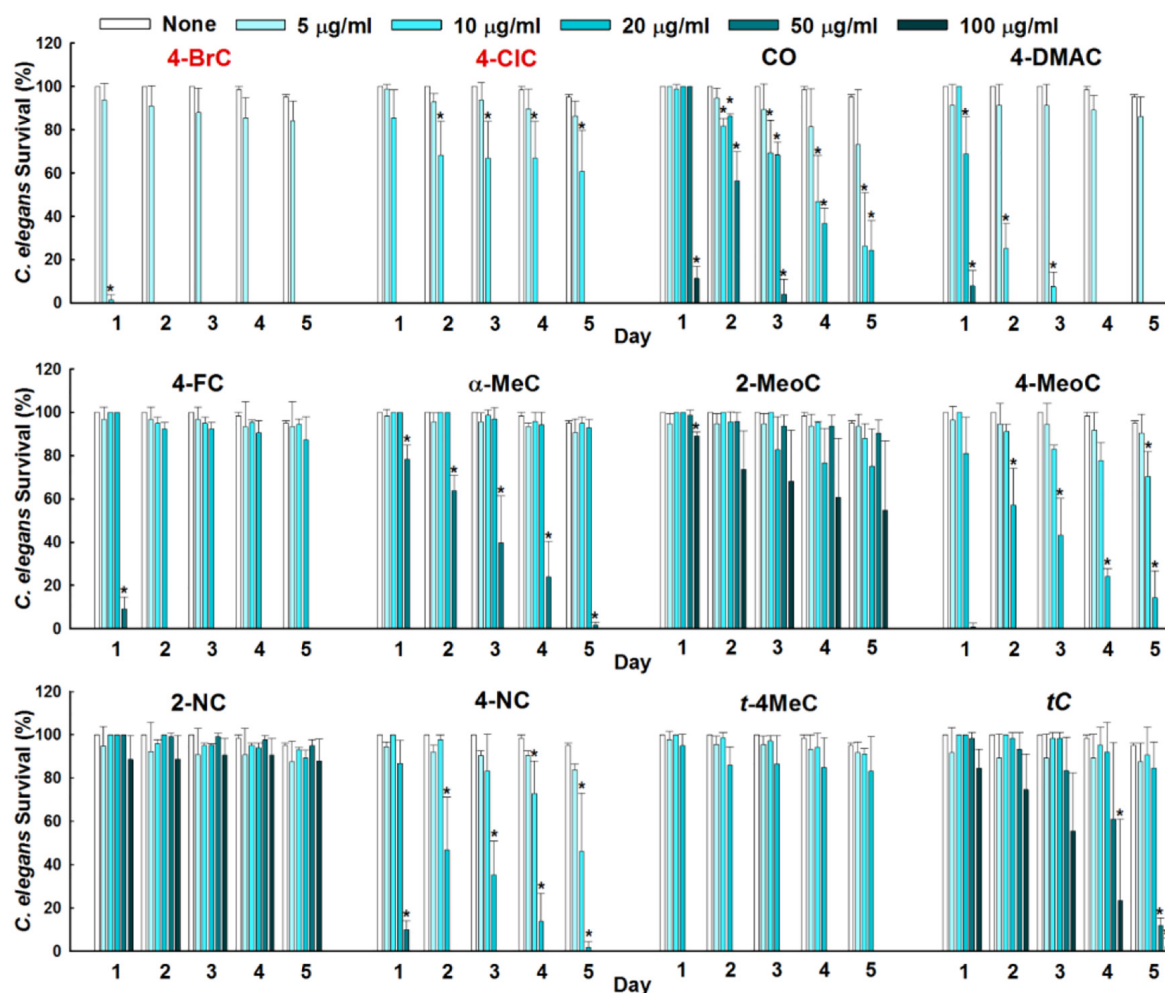 None 5 μg/ml 10 μg/ml 20 μg/ml 50 μg/ml 100 μg/ml
4-BrC 4-ClC CO 4-DMAC
C. elegans Survival (%)
120
100
80
60
40
20
0
* * * * * * * * * * * * * * * * * * * *
1 2 3 4 5 1 2 3 4 5 1 2 3 4 5 1 2 3 4 5
Day
4-FC α-MeC 2-MeoC 4-MeoC
C. elegans Survival (%)
120
100
80
60
40
20
0
* * * * * * * * * * * *
1 2 3 4 5 1 2 3 4 5 1 2 3 4 5 1 2 3 4 5
Day Day
2-NC 4-NC t-4MeC tC
C. elegans Survival (%)
120
100
80
60
40
20
0
* * * * * * * * *
1 2 3 4 5 1 2 3 4 5 1 2 3 4 5 1 2 3 4 5
Day Day